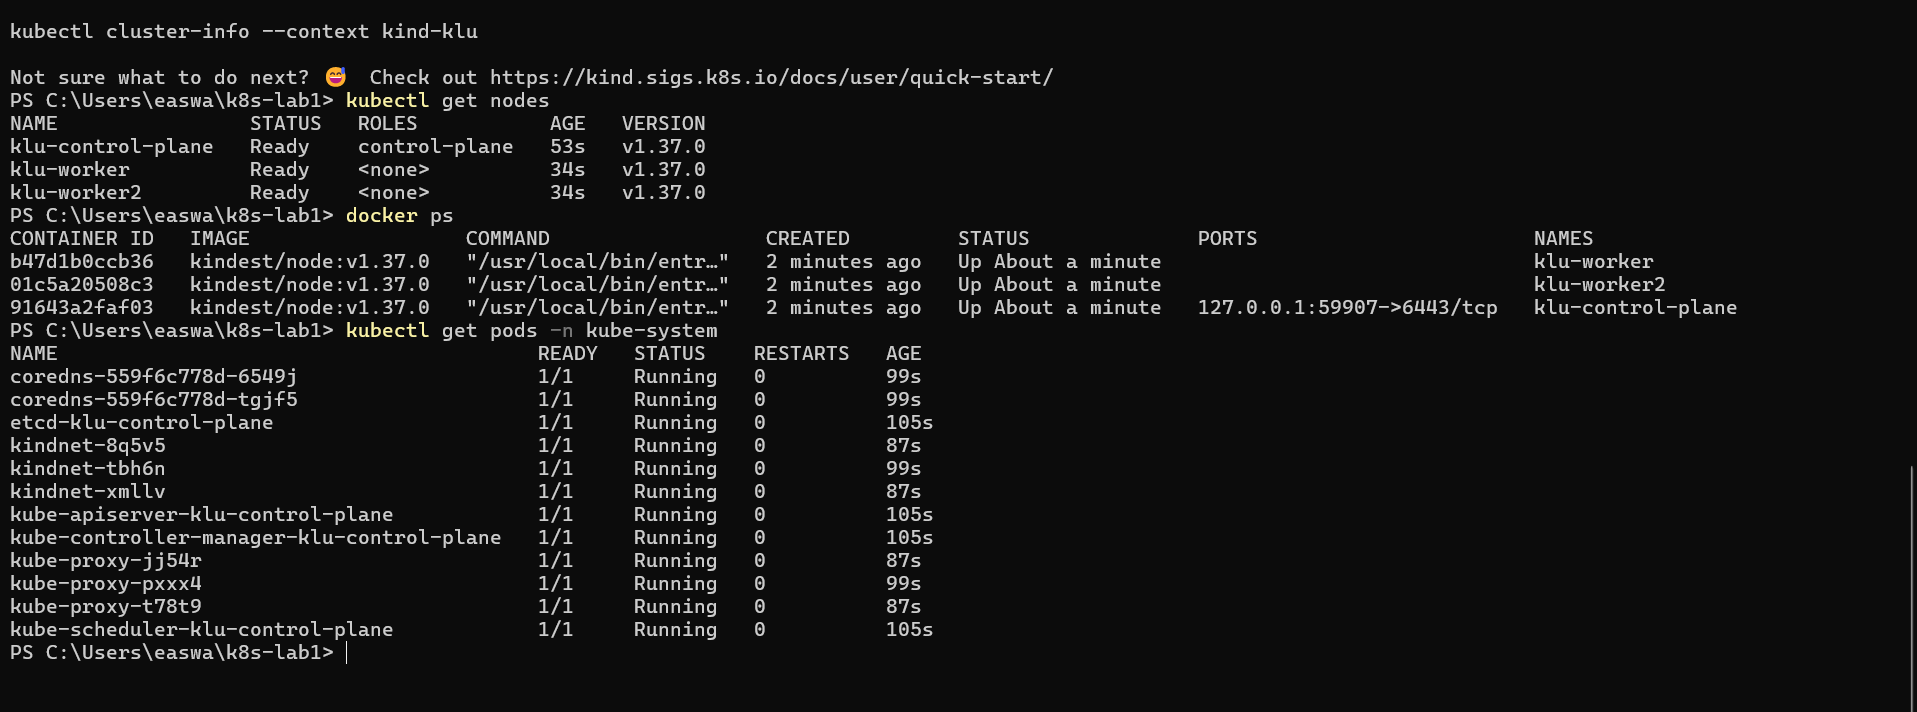 kubectl cluster-info --context kind-klu
Not sure what to do next? 😅  Check out https://kind.sigs.k8s.io/docs/user/quick-start/
PS C:\Users\easwa\k8s-lab1> kubectl get nodes
NAME                STATUS   ROLES           AGE   VERSION
klu-control-plane   Ready    control-plane   53s   v1.37.0
klu-worker          Ready    <none>          34s   v1.37.0
klu-worker2         Ready    <none>          34s   v1.37.0
PS C:\Users\easwa\k8s-lab1> docker ps
CONTAINER ID   IMAGE                  COMMAND                  CREATED         STATUS              PORTS                       NAMES
b47d1b0ccb36   kindest/node:v1.37.0   "/usr/local/bin/entr…"   2 minutes ago   Up About a minute                               klu-worker
01c5a20508c3   kindest/node:v1.37.0   "/usr/local/bin/entr…"   2 minutes ago   Up About a minute                               klu-worker2
91643a2faf03   kindest/node:v1.37.0   "/usr/local/bin/entr…"   2 minutes ago   Up About a minute   127.0.0.1:59907->6443/tcp   klu-control-plane
PS C:\Users\easwa\k8s-lab1> kubectl get pods -n kube-system
NAME                                        READY   STATUS    RESTARTS   AGE
coredns-559f6c778d-6549j                    1/1     Running   0          99s
coredns-559f6c778d-tgjf5                    1/1     Running   0          99s
etcd-klu-control-plane                      1/1     Running   0          105s
kindnet-8q5v5                               1/1     Running   0          87s
kindnet-tbh6n                               1/1     Running   0          99s
kindnet-xmllv                               1/1     Running   0          87s
kube-apiserver-klu-control-plane            1/1     Running   0          105s
kube-controller-manager-klu-control-plane   1/1     Running   0          105s
kube-proxy-jj54r                            1/1     Running   0          87s
kube-proxy-pxxx4                            1/1     Running   0          99s
kube-proxy-t78t9                            1/1     Running   0          87s
kube-scheduler-klu-control-plane            1/1     Running   0          105s
PS C:\Users\easwa\k8s-lab1>